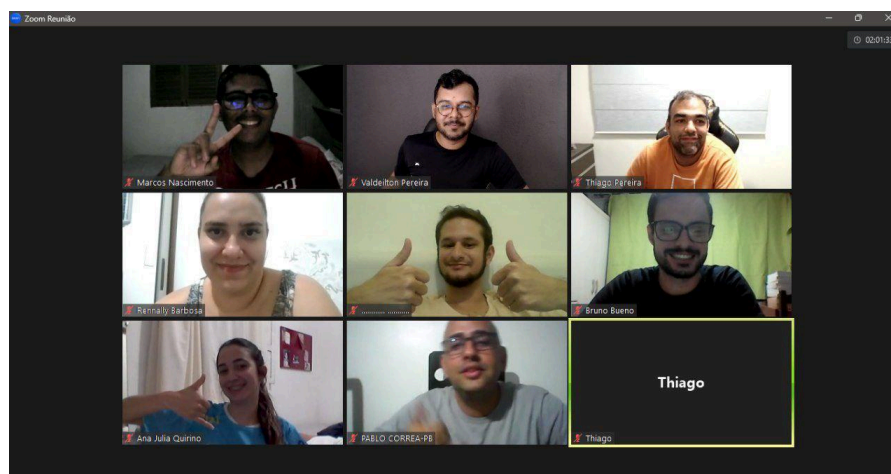 Zoom Reunião
02:01:33
Marcos Nascimento
Valdeilton Pereira
Thiago Pereira
Rennally Barbosa
........... ...........
Bruno Bueno
Thiago
Ana Julia Quirino
PABLO CORREA-PB
Thiago